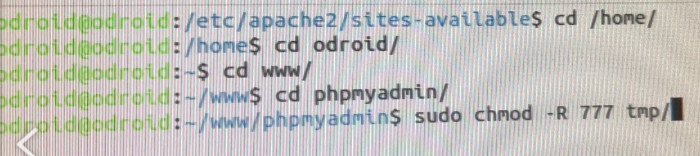 odroid@odroid:/etc/apache2/sites-available$ cd /home/
odroid@odroid:/home$ cd odroid/
odroid@odroid:~$ cd www/
odroid@odroid:~/www$ cd phpmyadmin/
odroid@odroid:~/www/phpmyadmin$ sudo chmod -R 777 tmp/